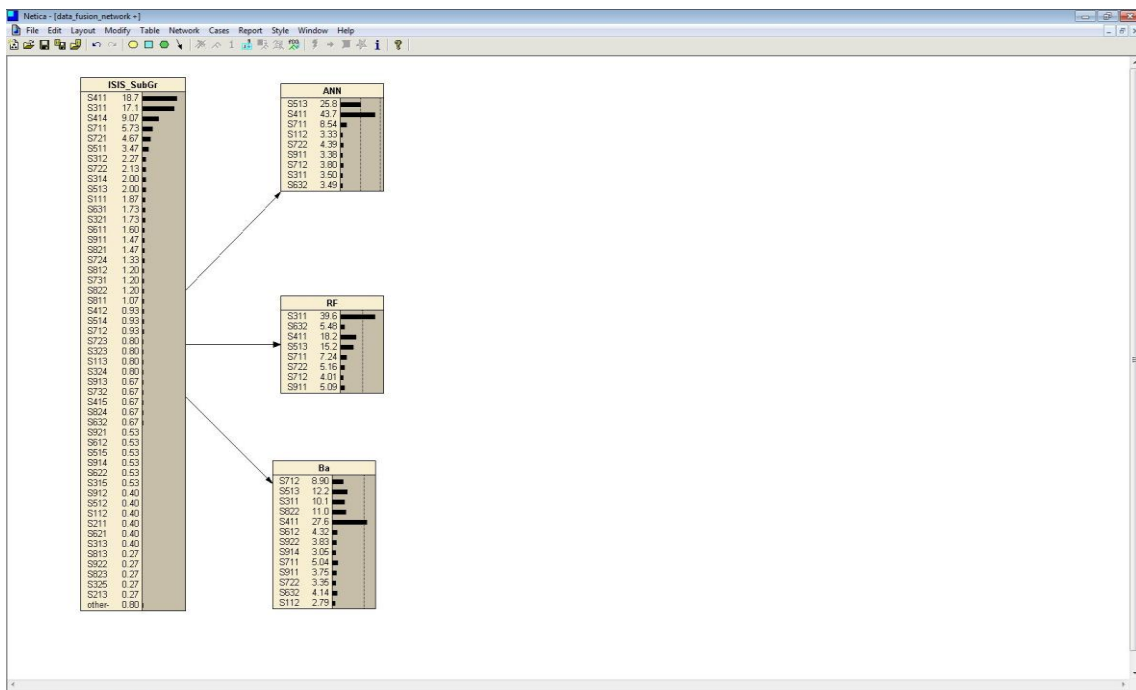 Netica - [data_fusion_network +]
File Edit Layout Modify Table Network Cases Report Style Window Help
ISIS_SubGr
S411 18.7
S311 17.1
S414 9.07
S711 5.73
S721 4.67
S511 3.47
S312 2.27
S722 2.13
S314 2.00
S513 2.00
S111 1.87
S631 1.73
S321 1.73
S611 1.60
S911 1.47
S821 1.47
S724 1.33
S812 1.20
S731 1.20
S822 1.20
S811 1.07
S412 0.93
S514 0.93
S712 0.93
S723 0.80
S323 0.80
S113 0.80
S324 0.80
S913 0.67
S732 0.67
S415 0.67
S824 0.67
S632 0.67
S921 0.53
S612 0.53
S515 0.53
S914 0.53
S622 0.53
S315 0.53
S912 0.40
S512 0.40
S112 0.40
S211 0.40
S621 0.40
S313 0.40
S813 0.27
S922 0.27
S823 0.27
S325 0.27
S213 0.27
other- 0.80
ANN
S513 25.8
S411 43.7
S711 8.54
S112 3.33
S722 4.39
S911 3.38
S712 3.80
S311 3.50
S632 3.49
RF
S311 39.6
S632 5.48
S411 18.2
S513 15.2
S711 7.24
S722 5.16
S712 4.01
S911 5.09
Ba
S712 8.90
S513 12.2
S311 10.1
S822 11.0
S411 27.6
S612 4.32
S922 3.83
S914 3.05
S711 5.04
S911 3.75
S722 3.35
S632 4.14
S112 2.79